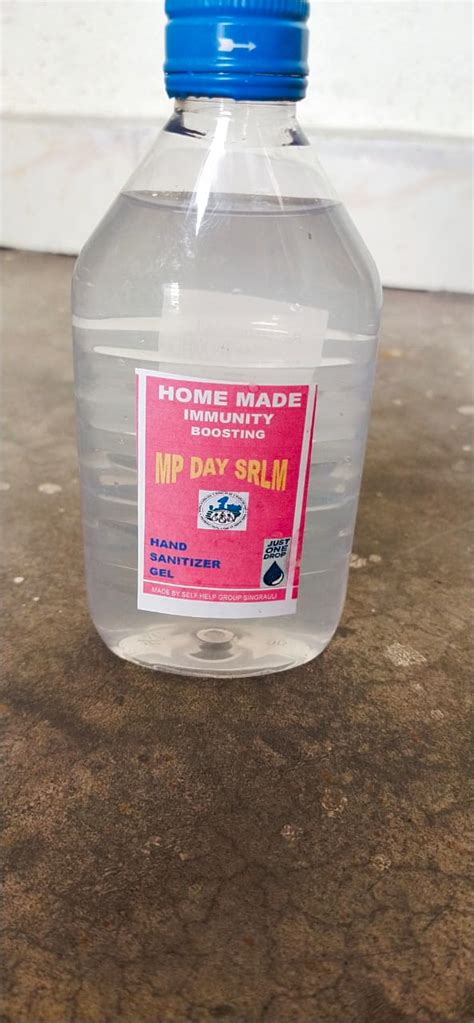 HOME MADE
IMMUNITY
BOOSTING
MP DAY SRLM
HAND
SANITIZER
GEL
JUST
ONE
DROP
MADE BY SELF HELP GROUP SINGRAULI